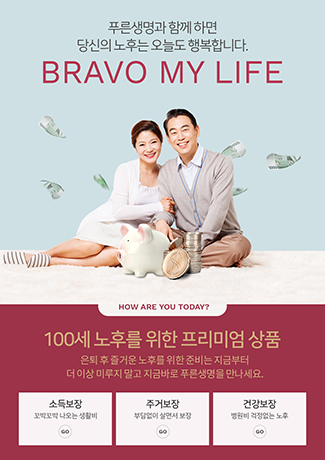 푸른생명과 함께 하면
당신의 노후는 오늘도 행복합니다.
BRAVO MY LIFE
HOW ARE YOU TODAY?
100세 노후를 위한 프리미엄 상품
은퇴 후 즐거운 노후를 위한 준비는 지금부터
더 이상 미루지 말고 지금바로 푸른생명을 만나세요.
소득보장
꼬박꼬박 나오는 생활비
GO
주거보장
부담없이 살면서 보장
GO
건강보장
병원비 걱정없는 노후
GO